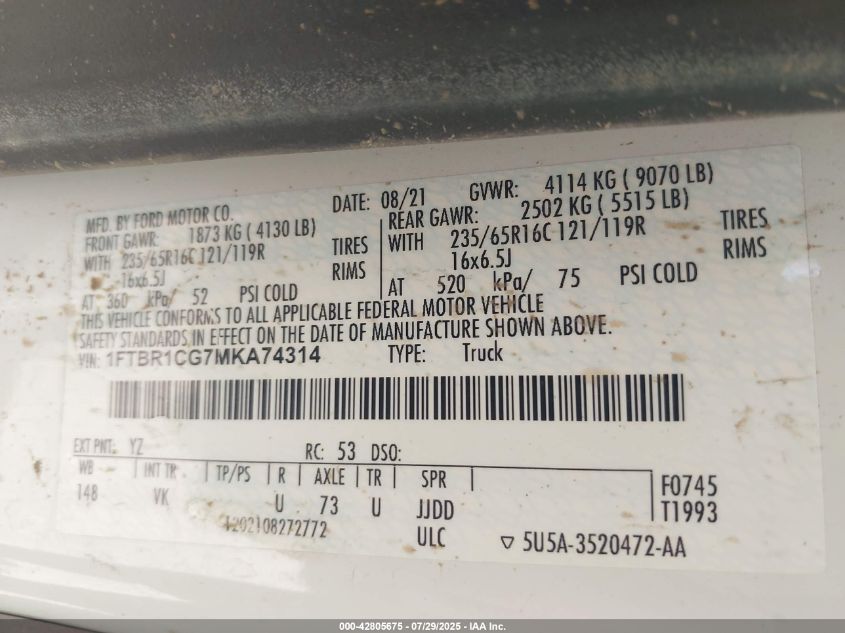 MFD. BY FORD MOTOR CO.
DATE: 08/21 GVWR: 4114 KG ( 9070 LB)
FRONT GAWR: 1873 KG ( 4130 LB)
WITH 235/65R16C 121/119R TIRES
16x6.5J RIMS
AT 360 kPa/ 52 PSI COLD
REAR GAWR: 2502 KG ( 5515 LB)
WITH 235/65R16C 121/119R TIRES
16x6.5J RIMS
AT 520 kPa/ 75 PSI COLD
THIS VEHICLE CONFORMS TO ALL APPLICABLE FEDERAL MOTOR VEHICLE
SAFETY STANDARDS IN EFFECT ON THE DATE OF MANUFACTURE SHOWN ABOVE.
VIN: 1FTBR1CG7MKA74314 TYPE: Truck
EXT PNT: YZ RC: 53 DSO:
WB INT TR TP/PS R AXLE TR SPR
148 VK U 73 U JJDD
F0745
T1993
ULC
5U5A-3520472-AA
000-42805675 / 07/29/2025 - IAA Inc.